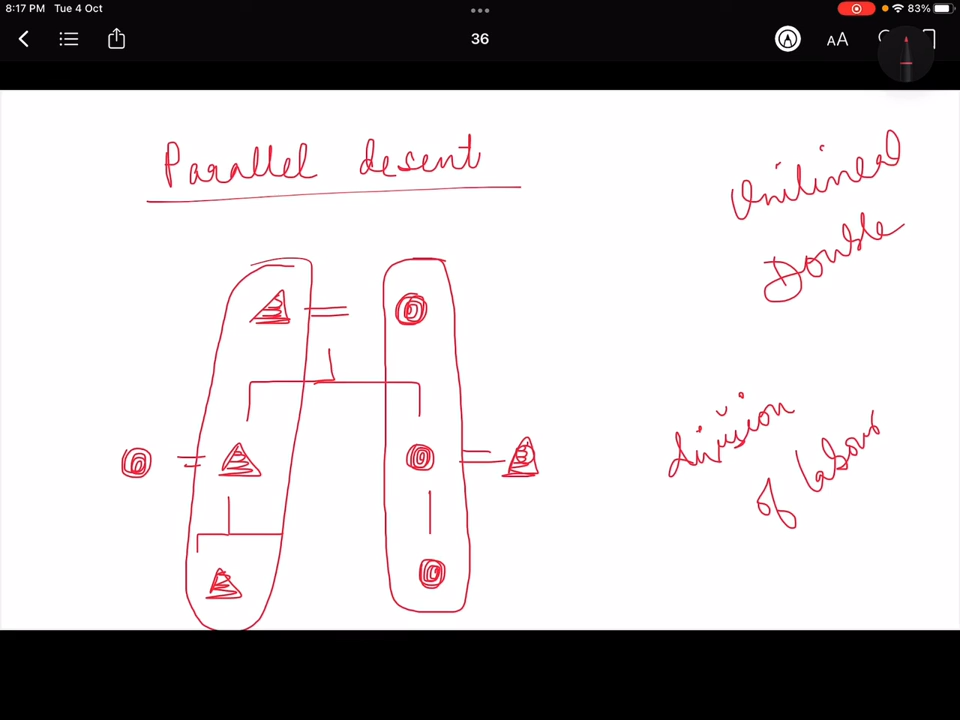 8:17 PM Tue 4 Oct
83%
36
AA
Parallel desent
Unilineal
Double
division
of labour